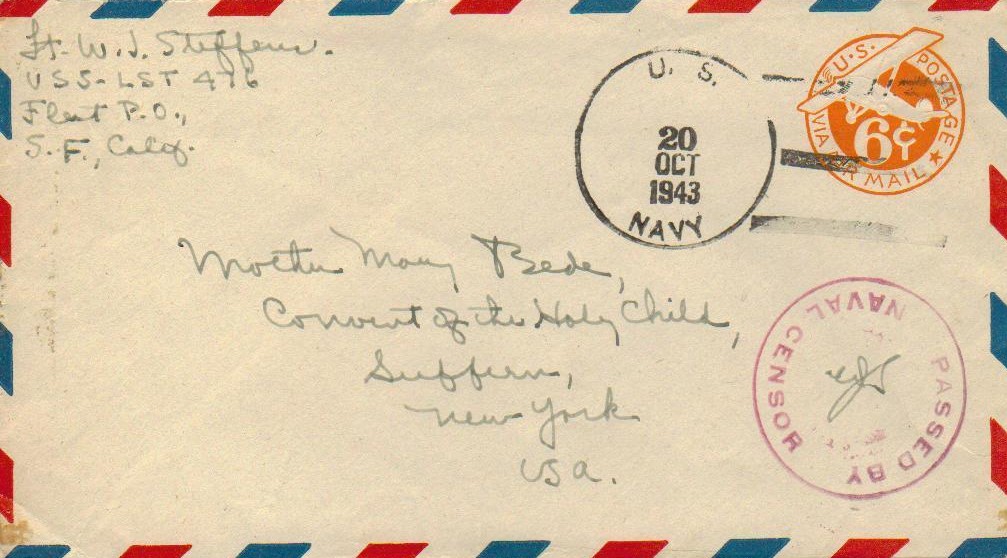 Lt. W. J. Steffens.
USS-LST 476
Fleet P.O.,
S.F., Calif.
U. S.
20
OCT
1943
NAVY
U.S. POSTAGE
6¢
VIA AIR MAIL
Mother Mary Bede,
Convent of the Holy Child,
Suffern,
New York
USA.
PASSED BY
NAVAL CENSOR